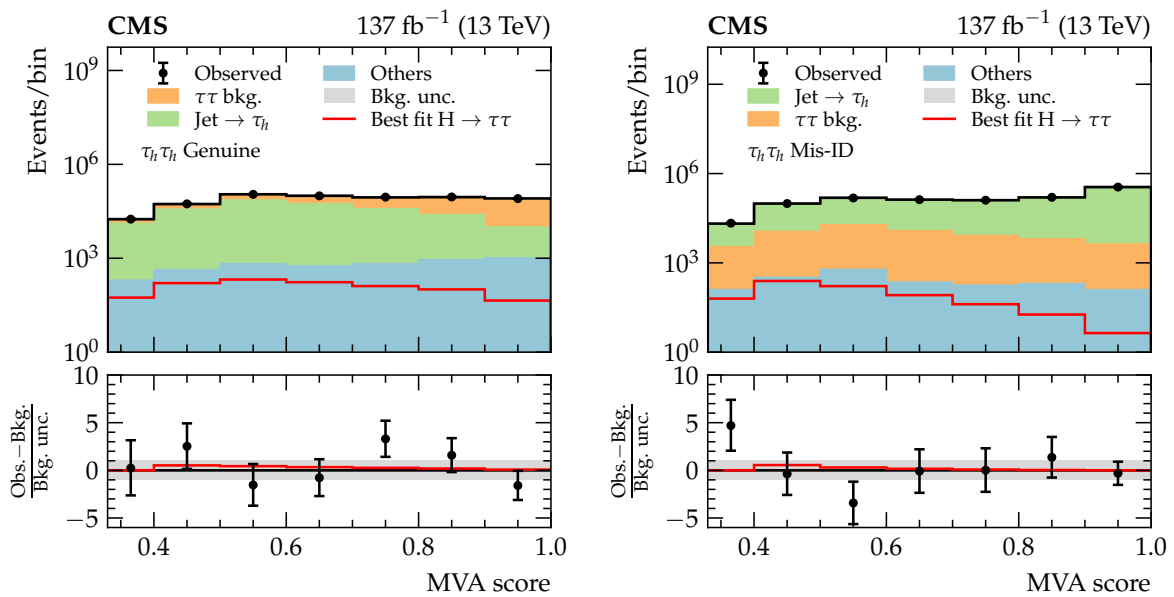 CMS 137 fb⁻¹ (13 TeV)
Events/bin
10⁹
10⁶
10³
10⁰
Observed
ττ bkg.
Jet → τₕ
Others
Bkg. unc.
Best fit H → ττ
τₕτₕ Genuine
Obs.−Bkg.
Bkg. unc.
10
5
0
−5
0.4 0.6 0.8 1.0
MVA score
CMS 137 fb⁻¹ (13 TeV)
Events/bin
10⁹
10⁶
10³
10⁰
Observed
Jet → τₕ
ττ bkg.
Others
Bkg. unc.
Best fit H → ττ
τₕτₕ Mis-ID
Obs.−Bkg.
Bkg. unc.
10
5
0
−5
0.4 0.6 0.8 1.0
MVA score